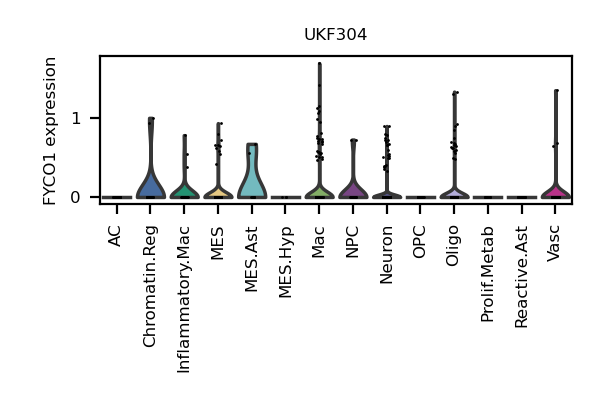 UKF304
FYCO1 expression
1
0
AC
Chromatin.Reg
Inflammatory.Mac
MES
MES.Ast
MES.Hyp
Mac
NPC
Neuron
OPC
Oligo
Prolif.Metab
Reactive.Ast
Vasc